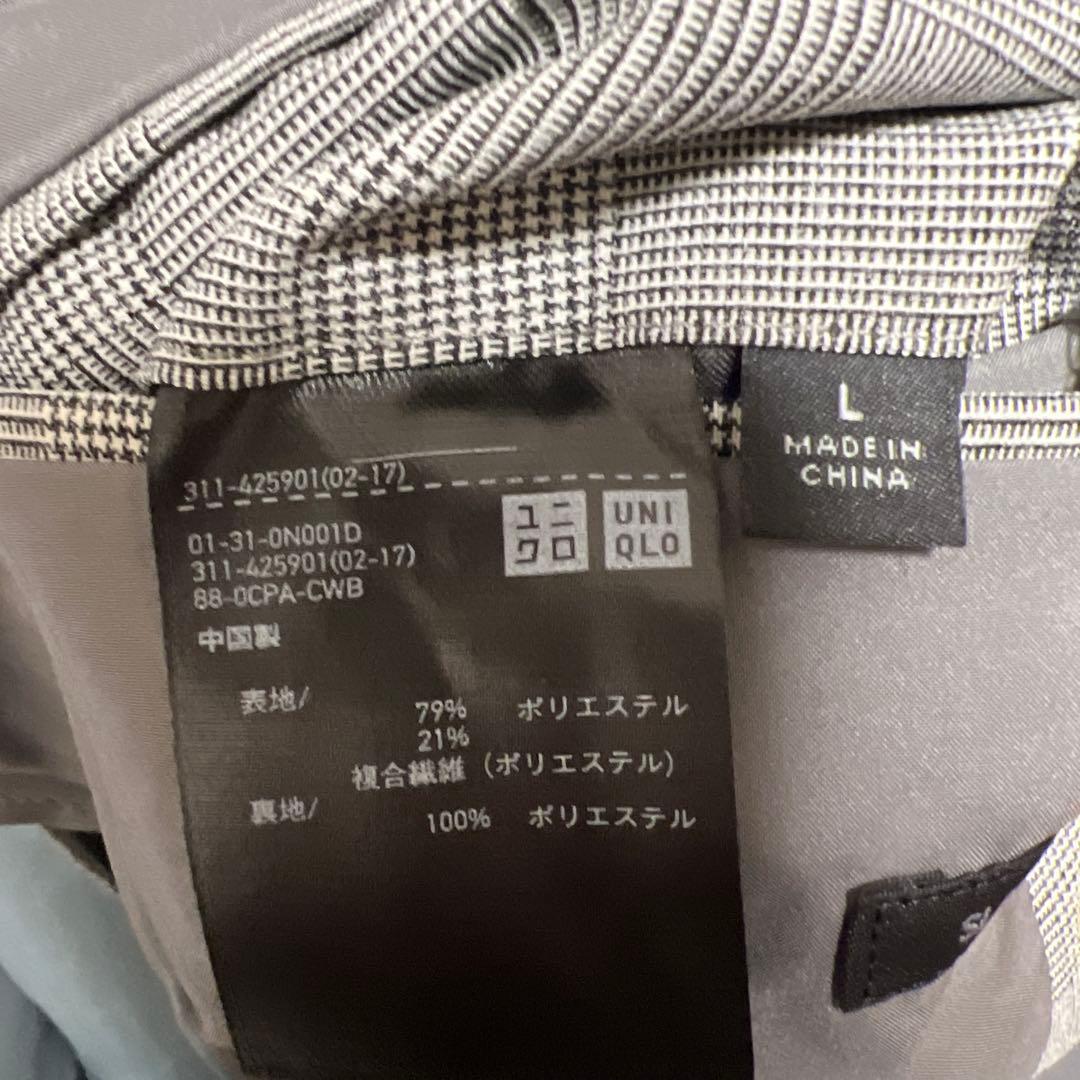 311-425901(02-17)
01-31-0N001D
311-425901(02-17)
88-0CPA-CWB
ユニ
クロ
UNI
QLO
中国製
表地/
79% ポリエステル
21%
複合繊維 (ポリエステル)
裏地/
100% ポリエステル
L
MADE IN
CHINA